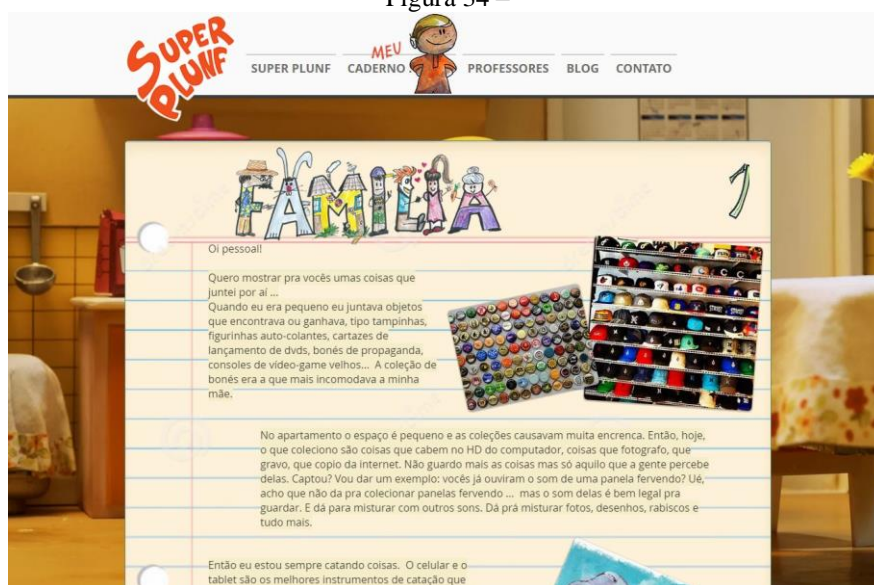 Figura 34 –
SUPER
PLUNF
SUPER PLUNF
MEU
CADERNO
PROFESSORES
BLOG
CONTATO
FAMÍLIA
1
Oi pessoal!
Quero mostrar pra vocês umas coisas que
juntei por aí ...
Quando eu era pequeno eu juntava objetos
que encontrava ou ganhava, tipo tampinhas,
figurinhas auto-colantes, cartazes de
lançamento de dvds, bonés de propaganda,
consoles de vídeo-game velhos... A coleção de
bonés era a que mais incomodava a minha
mãe.
No apartamento o espaço é pequeno e as coleções causavam muita encrenca. Então, hoje,
o que coleciono são coisas que cabem no HD do computador, coisas que fotografo, que
gravo, que copio da internet. Não guardo mais as coisas mas só aquilo que a gente percebe
delas. Captou? Vou dar um exemplo: vocês já ouviram o som de uma panela fervendo? Ué,
acho que não da pra colecionar panelas fervendo ... mas o som delas é bem legal pra
guardar. E dá para misturar com outros sons. Dá prá misturar fotos, desenhos, rabiscos e
tudo mais.
Então eu estou sempre catando coisas. O celular e o
tablet são os melhores instrumentos de catação que